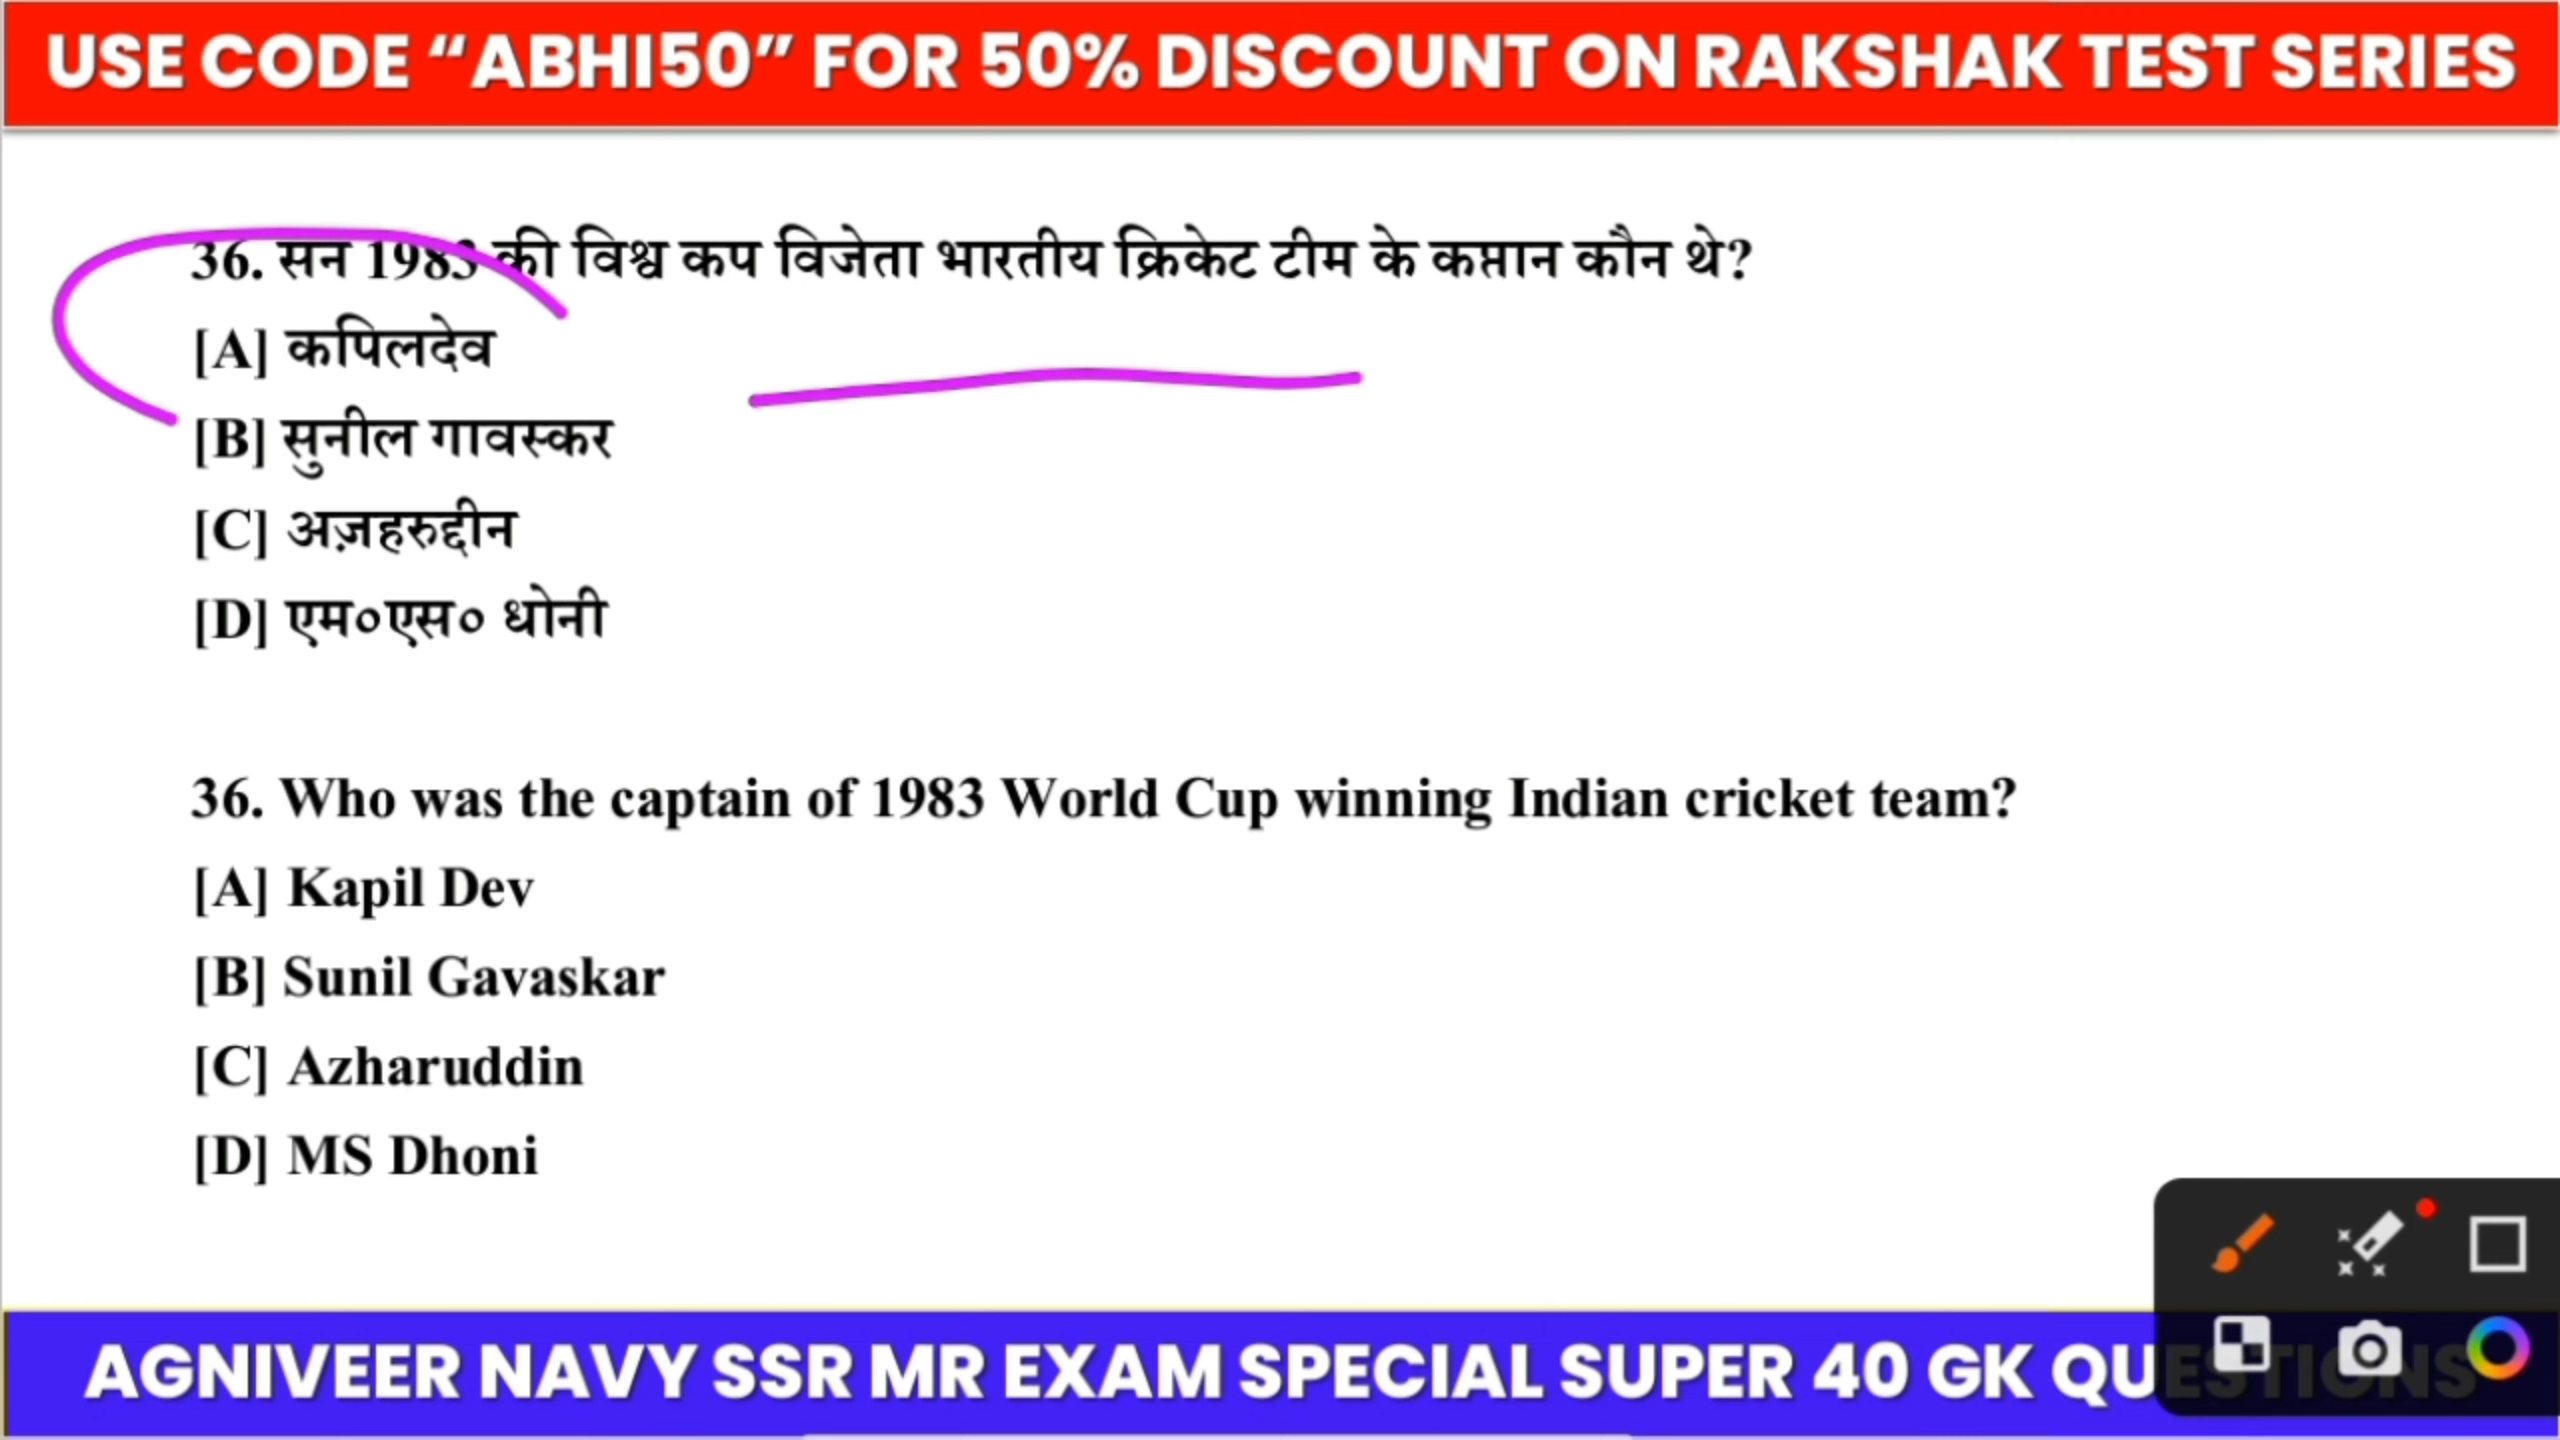 USE CODE “ABHI50” FOR 50% DISCOUNT ON RAKSHAK TEST SERIES
36. सन 1983 की विश्व कप विजेता भारतीय क्रिकेट टीम के कप्तान कौन थे?
[A] कपिलदेव
[B] सुनील गावस्कर
[C] अज़हरुद्दीन
[D] एम०एस० धोनी
36. Who was the captain of 1983 World Cup winning Indian cricket team?
[A] Kapil Dev
[B] Sunil Gavaskar
[C] Azharuddin
[D] MS Dhoni
AGNIVEER NAVY SSR MR EXAM SPECIAL SUPER 40 GK QUESTIONS